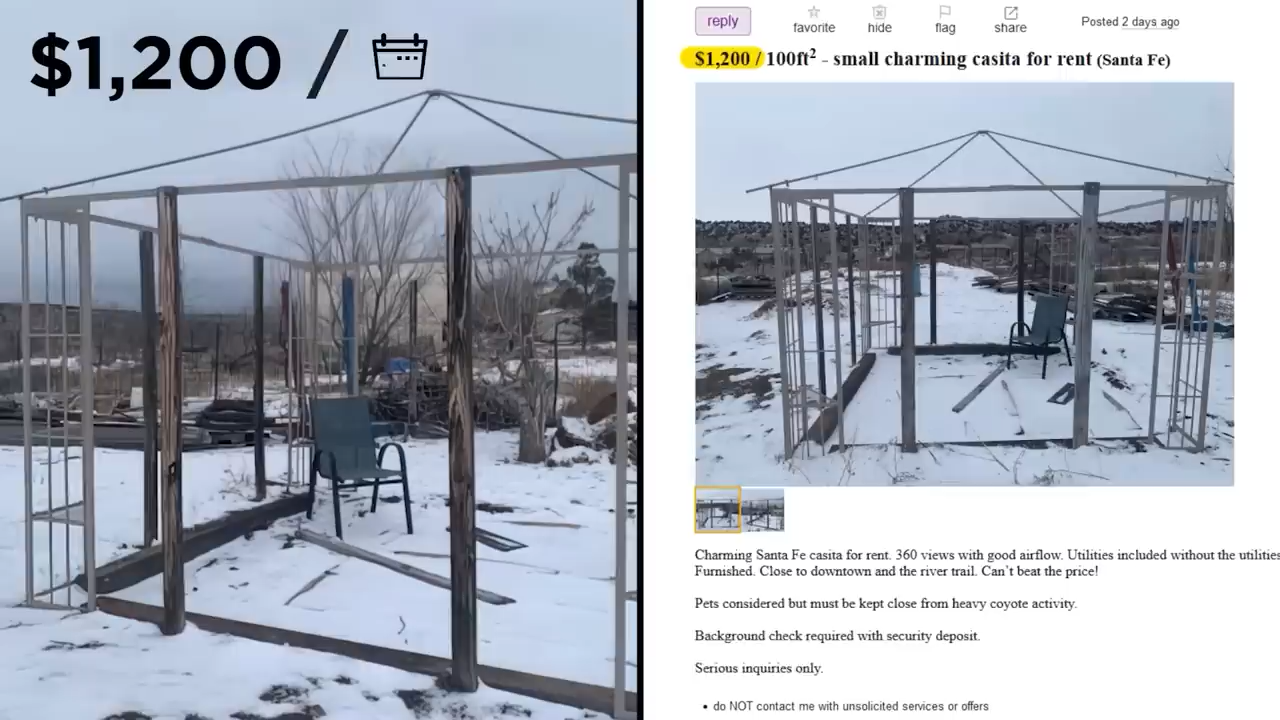 $1,200 /
reply
favorite
hide
flag
share
Posted 2 days ago
$1,200 / 100ft² - small charming casita for rent (Santa Fe)
Charming Santa Fe casita for rent. 360 views with good airflow. Utilities included without the utilities
Furnished. Close to downtown and the river trail. Can't beat the price!
Pets considered but must be kept close from heavy coyote activity.
Background check required with security deposit.
Serious inquiries only.
• do NOT contact me with unsolicited services or offers